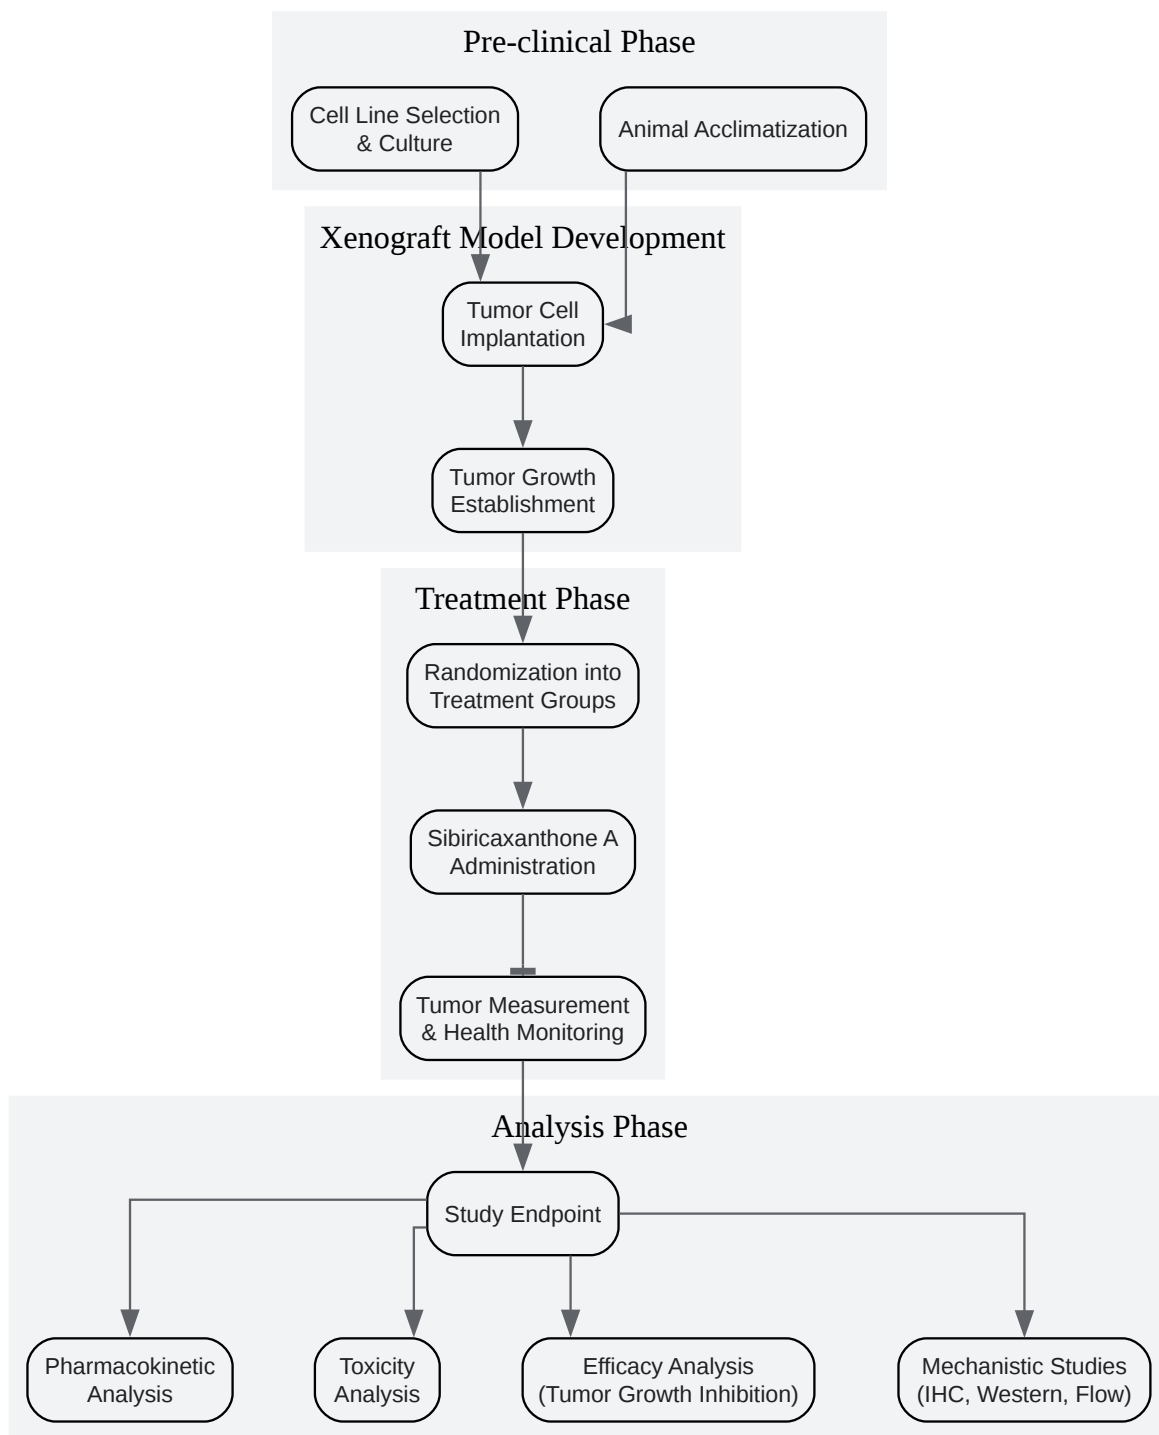 Pre-clinical Phase
Cell Line Selection
& Culture
Animal Acclimatization
Xenograft Model Development
Tumor Cell
Implantation
Tumor Growth
Establishment
Treatment Phase
Randomization into
Treatment Groups
Sibiricaxanthone A
Administration
Tumor Measurement
& Health Monitoring
Analysis Phase
Study Endpoint
Pharmacokinetic
Analysis
Toxicity
Analysis
Efficacy Analysis
(Tumor Growth Inhibition)
Mechanistic Studies
(IHC, Western, Flow)